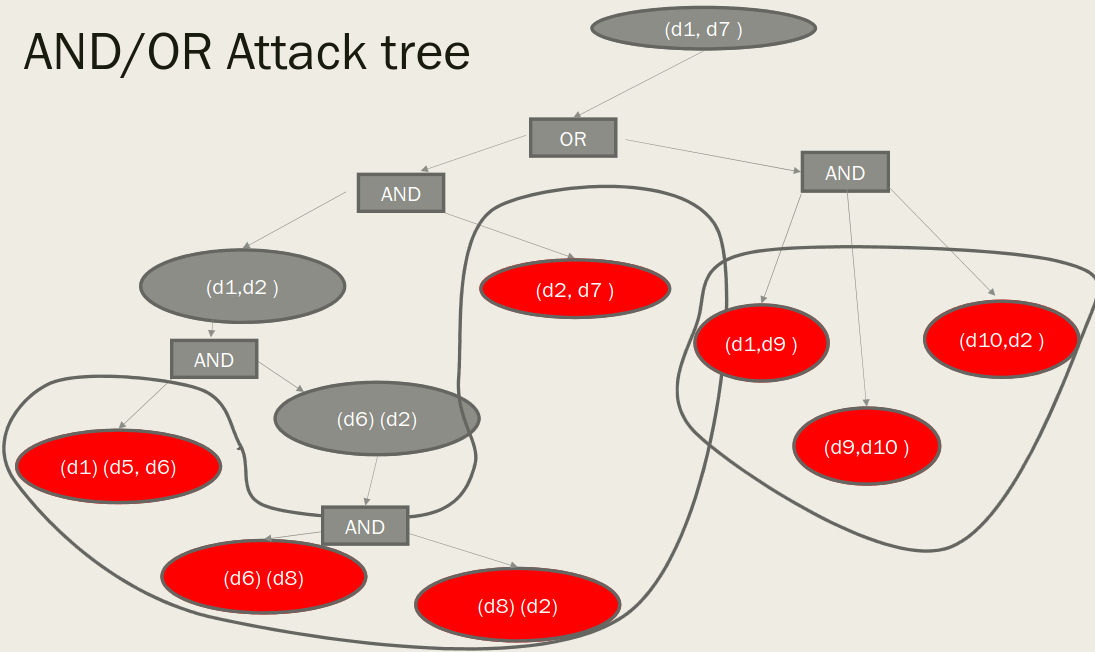 AND/OR Attack tree
(d1, d7 )
OR
AND
AND
(d1,d2 )
(d2, d7 )
(d1,d9 )
(d10,d2 )
AND
(d6) (d2)
(d9,d10 )
(d1) (d5, d6)
AND
(d6) (d8)
(d8) (d2)